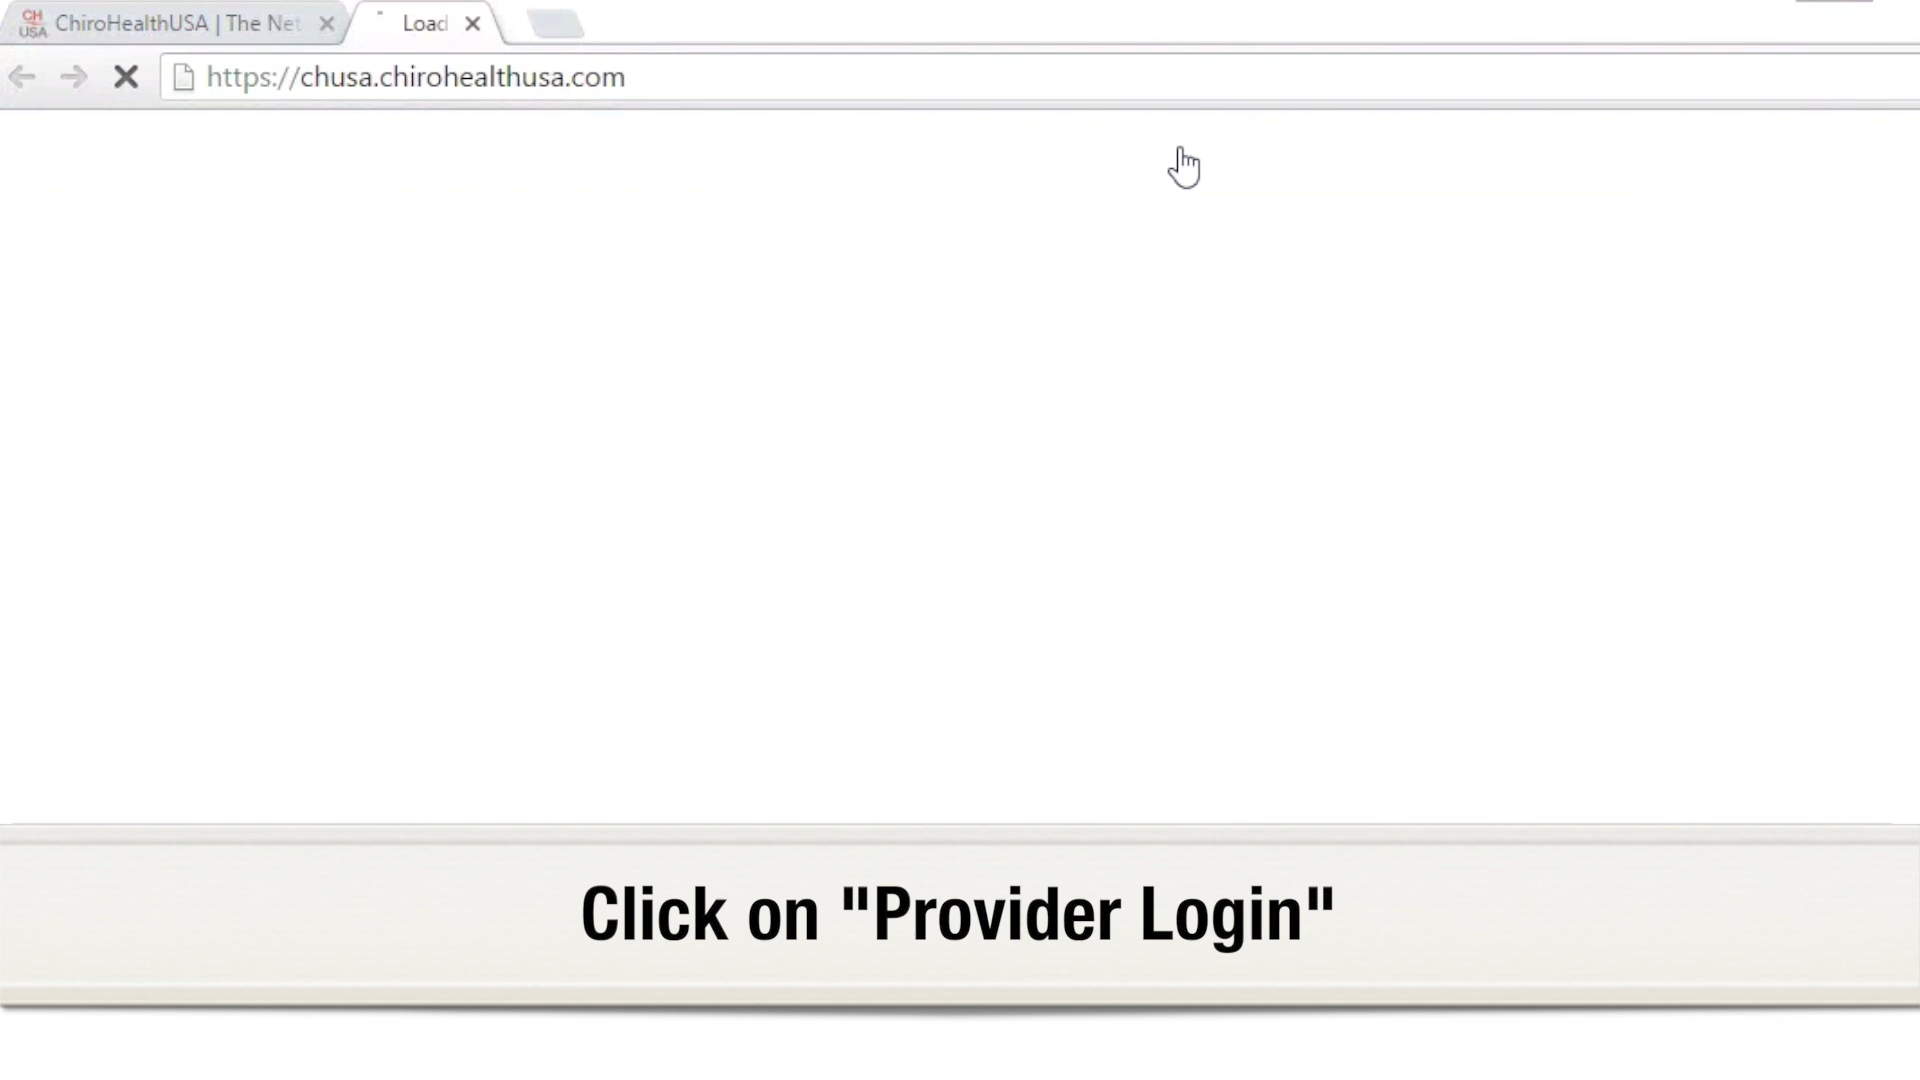 CH
USA
ChiroHealthUSA | The Net
Load
https://chusa.chirohealthusa.com
Click on "Provider Login"